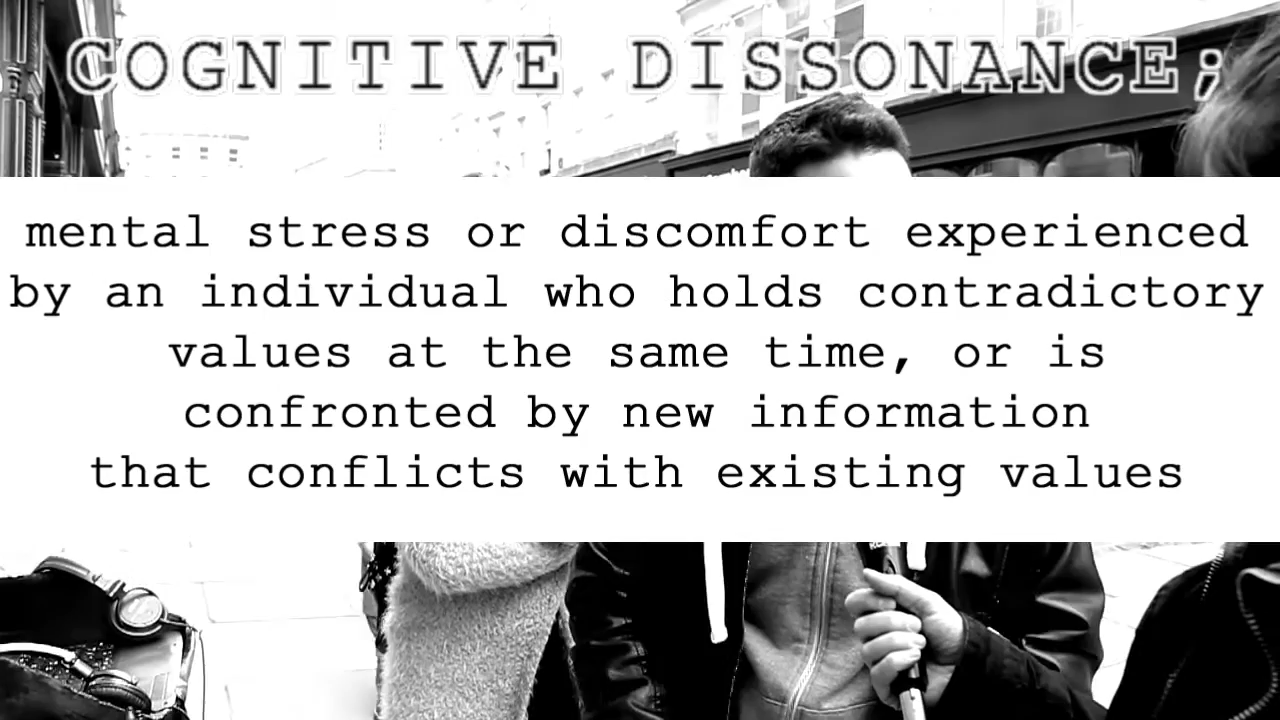 COGNITIVE DISSONANCE;
mental stress or discomfort experienced
by an individual who holds contradictory
values at the same time, or is
confronted by new information
that conflicts with existing values